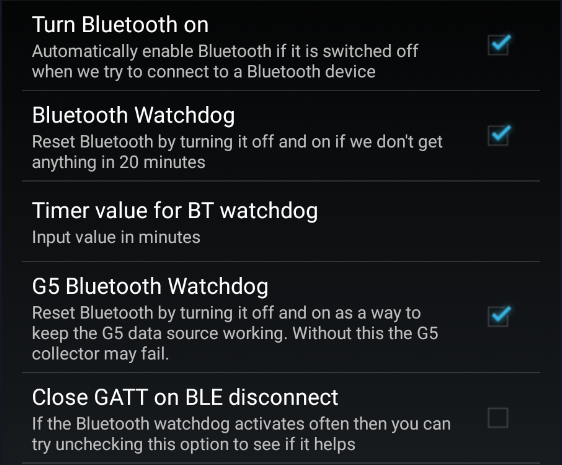 Turn Bluetooth on
Automatically enable Bluetooth if it is switched off
when we try to connect to a Bluetooth device
Bluetooth Watchdog
Reset Bluetooth by turning it off and on if we don't get
anything in 20 minutes
Timer value for BT watchdog
Input value in minutes
G5 Bluetooth Watchdog
Reset Bluetooth by turning it off and on as a way to
keep the G5 data source working. Without this the G5
collector may fail.
Close GATT on BLE disconnect
If the Bluetooth watchdog activates often then you can
try unchecking this option to see if it helps